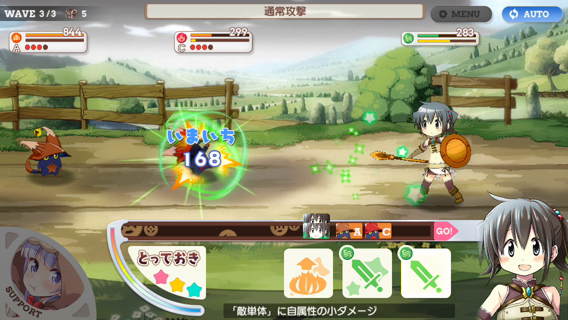 WAVE 3/3 5
通常攻撃
MENU
AUTO
844
A
299
C
283
いまいち
168
A
C
GO!
とっておき
SUPPORT
「敵単体」に自属性の小ダメージ